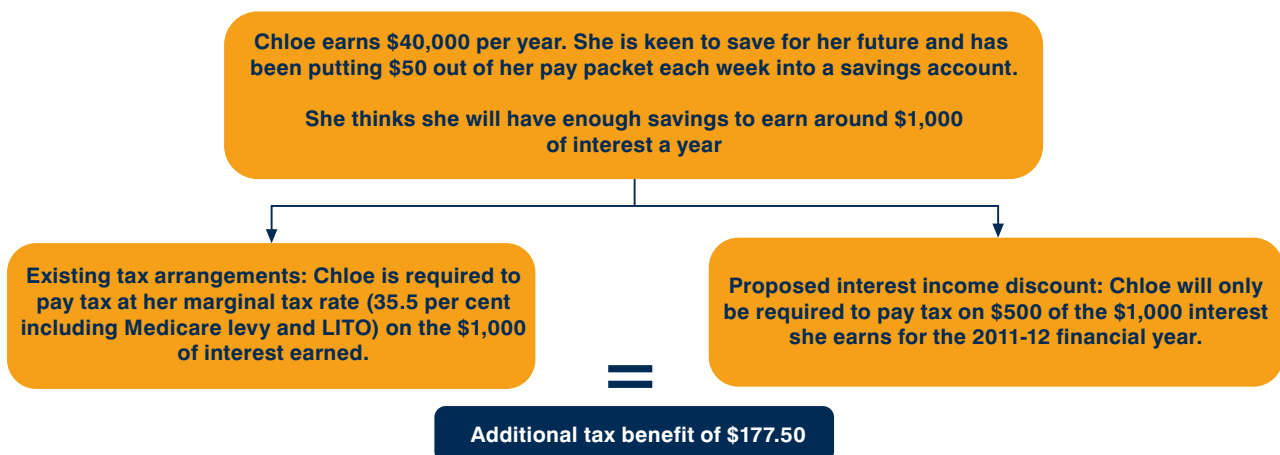 Chloe earns $40,000 per year. She is keen to save for her future and has
been putting $50 out of her pay packet each week into a savings account.
She thinks she will have enough savings to earn around $1,000
of interest a year
Existing tax arrangements: Chloe is required to
pay tax at her marginal tax rate (35.5 per cent
including Medicare levy and LITO) on the $1,000
of interest earned.
Proposed interest income discount: Chloe will only
be required to pay tax on $500 of the $1,000 interest
she earns for the 2011-12 financial year.
=
Additional tax benefit of $177.50